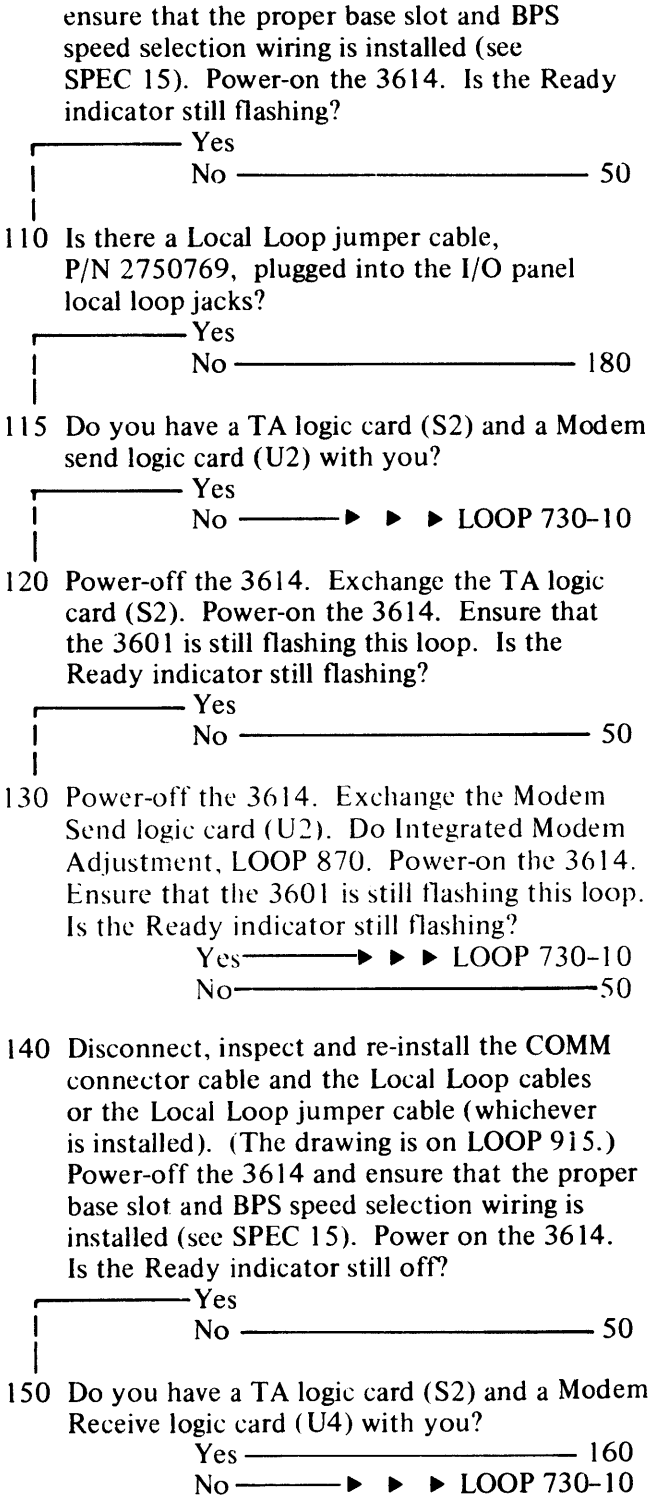 ensure that the proper base slot and BPS
speed selection wiring is installed (see
SPEC 15). Power-on the 3614. Is the Ready
indicator still flashing?
Yes
No 50
110 Is there a Local Loop jumper cable,
P/N 2750769, plugged into the I/O panel
local loop jacks?
Yes
No 180
115 Do you have a TA logic card (S2) and a Modem
send logic card (U2) with you?
Yes
No ▶ ▶ ▶ LOOP 730-10
120 Power-off the 3614. Exchange the TA logic
card (S2). Power-on the 3614. Ensure that
the 3601 is still flashing this loop. Is the
Ready indicator still flashing?
Yes
No 50
130 Power-off the 3614. Exchange the Modem
Send logic card (U2). Do Integrated Modem
Adjustment, LOOP 870. Power-on the 3614.
Ensure that the 3601 is still flashing this loop.
Is the Ready indicator still flashing?
Yes ▶ ▶ ▶ LOOP 730-10
No 50
140 Disconnect, inspect and re-install the COMM
connector cable and the Local Loop cables
or the Local Loop jumper cable (whichever
is installed). (The drawing is on LOOP 915.)
Power-off the 3614 and ensure that the proper
base slot and BPS speed selection wiring is
installed (see SPEC 15). Power on the 3614.
Is the Ready indicator still off?
Yes
No 50
150 Do you have a TA logic card (S2) and a Modem
Receive logic card (U4) with you?
Yes 160
No ▶ ▶ ▶ LOOP 730-10